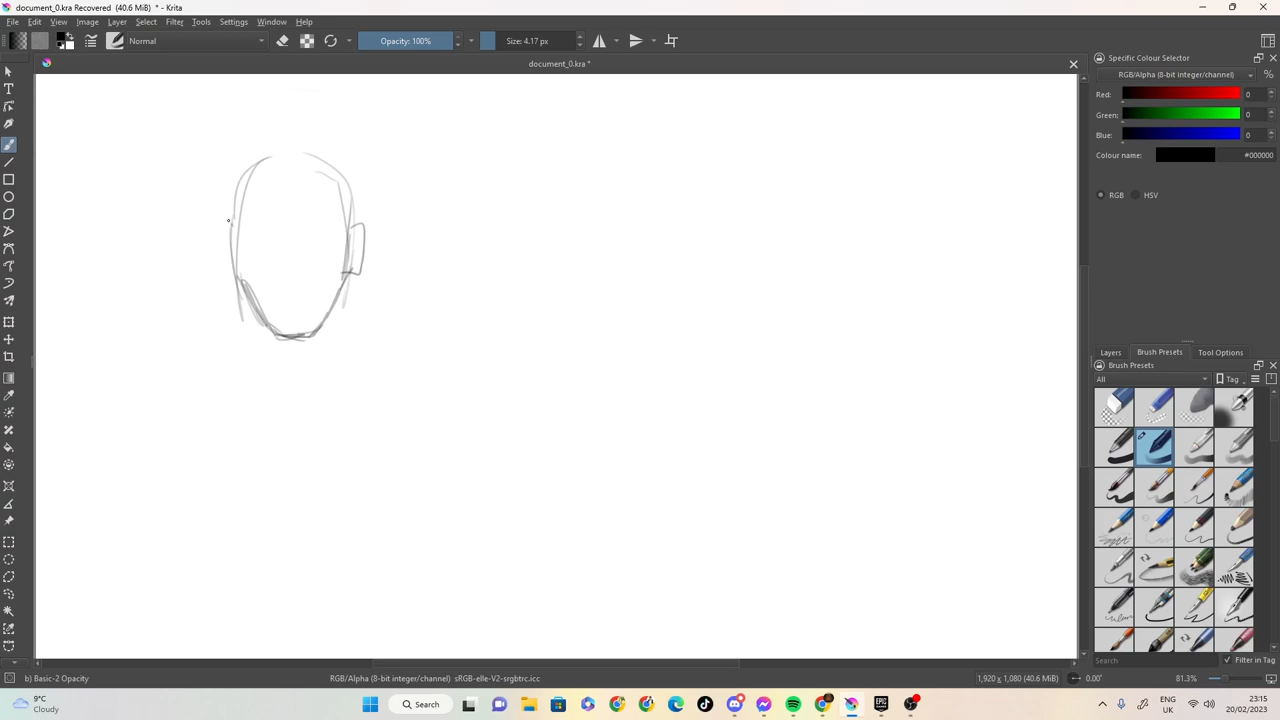 document_0.kra Recovered (40.6 MiB) * - Krita
File Edit View Image Layer Select Filter Tools Settings Window Help
Normal Opacity: 100% Size: 4.17 px
document_0.kra *
Specific Colour Selector
RGB/Alpha (8-bit integer/channel) %
Red: 0
Green: 0
Blue: 0
Colour name: #000000
RGB HSV
Layers Brush Presets Tool Options
Brush Presets
All Tag
Search Filter in Tag
b) Basic-2 Opacity RGB/Alpha (8-bit integer/channel) sRGB-elle-V2-srgbtrc.icc 1,920 x 1,080 (40.6 MiB) 0.00° 81.3%
9°C
Cloudy
Search
ENG
UK
23:15
20/02/2023